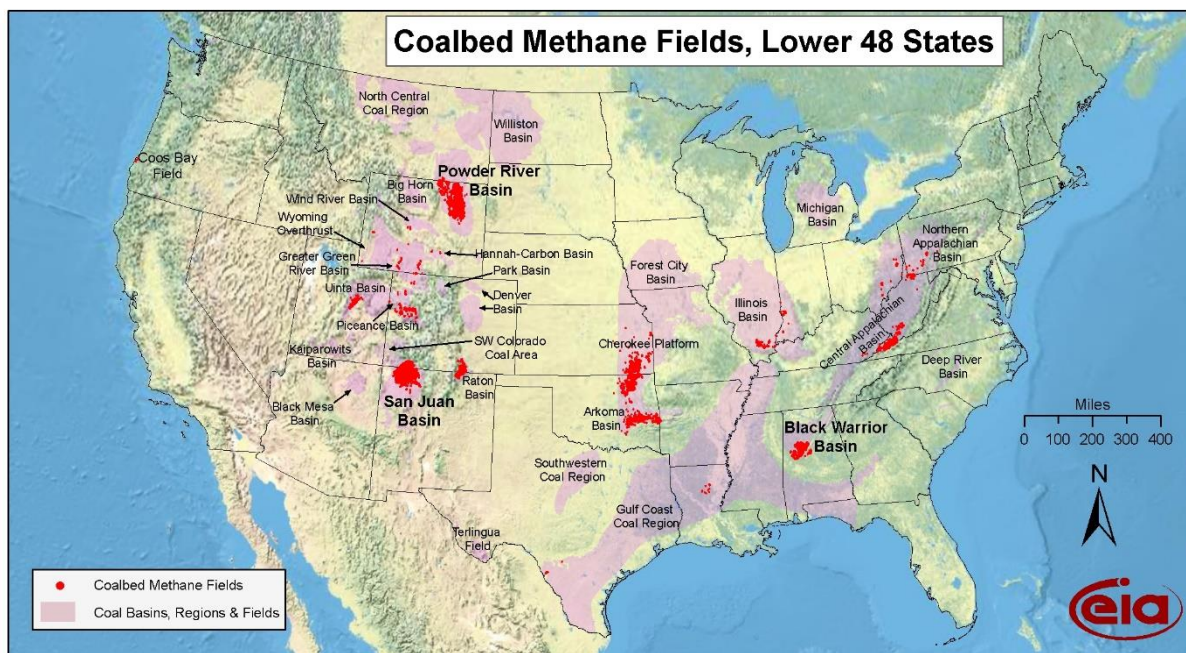 Coalbed Methane Fields, Lower 48 States
North Central
Coal Region
Williston
Basin
Coos Bay
Field
Powder River
Basin
Big Horn
Basin
Wind River Basin
Wyoming
Overthrust
Michigan
Basin
Northern
Appalachian
Basin
Hannah-Carbon Basin
Greater Green
River Basin
Park Basin
Forest City
Basin
Uinta Basin
Denver
Basin
Illinois
Basin
Piceance Basin
Central Appalachian
Basin
Cherokee Platform
SW Colorado
Coal Area
Kaiparowits
Basin
Deep River
Basin
Raton
Basin
San Juan
Basin
Black Mesa
Basin
Miles
0 100 200 300 400
Arkoma
Basin
Black Warrior
Basin
Southwestern
Coal Region
N
Gulf Coast
Coal Region
Terlingua
Field
Coalbed Methane Fields
Coal Basins, Regions & Fields
eia